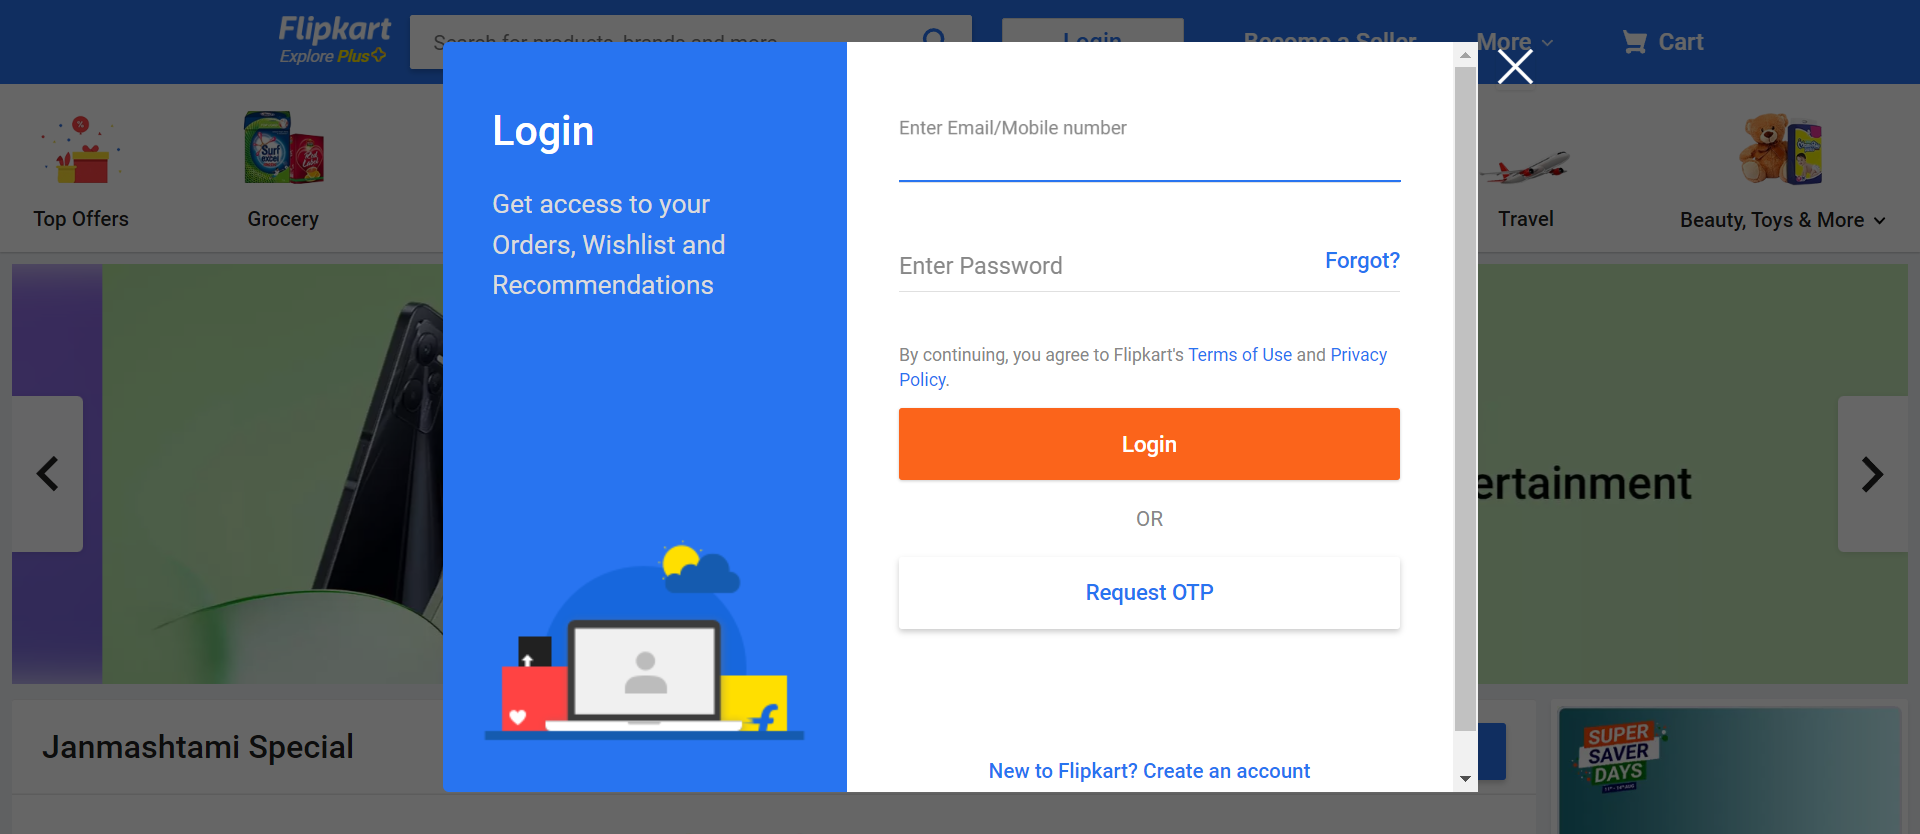 Flipkart
Explore Plus
Search for products, brands and more
Login
Become a Seller
More
Cart
Top Offers
Grocery
Travel
Beauty, Toys & More
Login
Get access to your
Orders, Wishlist and
Recommendations
Enter Email/Mobile number
Enter Password
Forgot?
By continuing, you agree to Flipkart's Terms of Use and Privacy
Policy.
Login
OR
Request OTP
New to Flipkart? Create an account
ertainment
Janmashtami Special
SUPER
SAVER
DAYS
Surf
excel